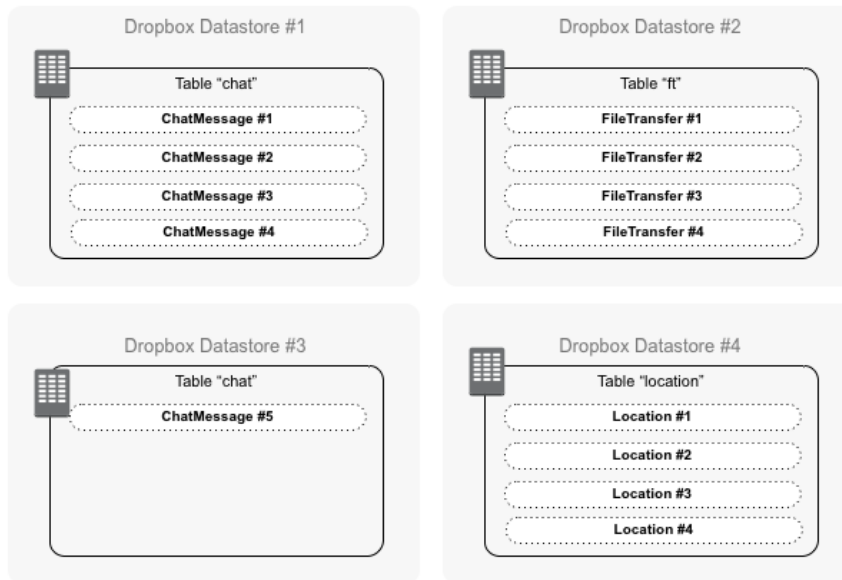 Dropbox Datastore #1
Table “chat”
ChatMessage #1
ChatMessage #2
ChatMessage #3
ChatMessage #4
Dropbox Datastore #2
Table “ft”
FileTransfer #1
FileTransfer #2
FileTransfer #3
FileTransfer #4
Dropbox Datastore #3
Table “chat”
ChatMessage #5
Dropbox Datastore #4
Table “location”
Location #1
Location #2
Location #3
Location #4